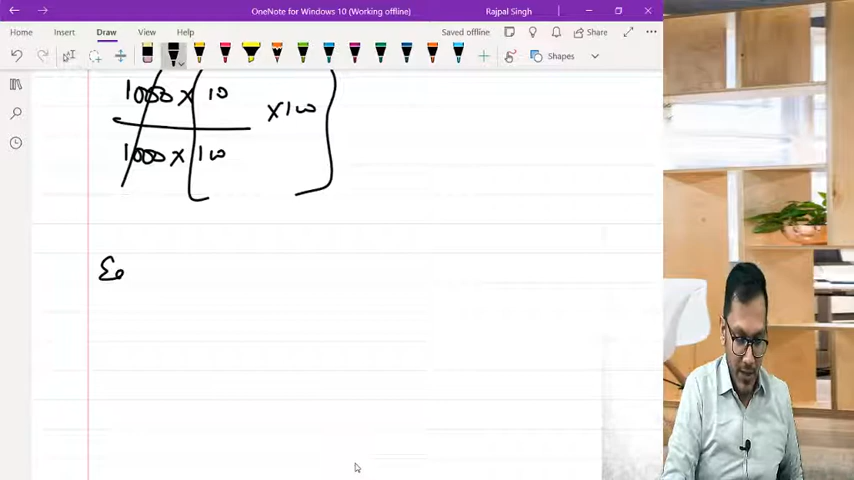 OneNote for Windows 10 (Working offline)
Rajpal Singh
Home Insert Draw View Help
Saved offline
Share
Shapes
1000 × 10
× 100
1000 × 100